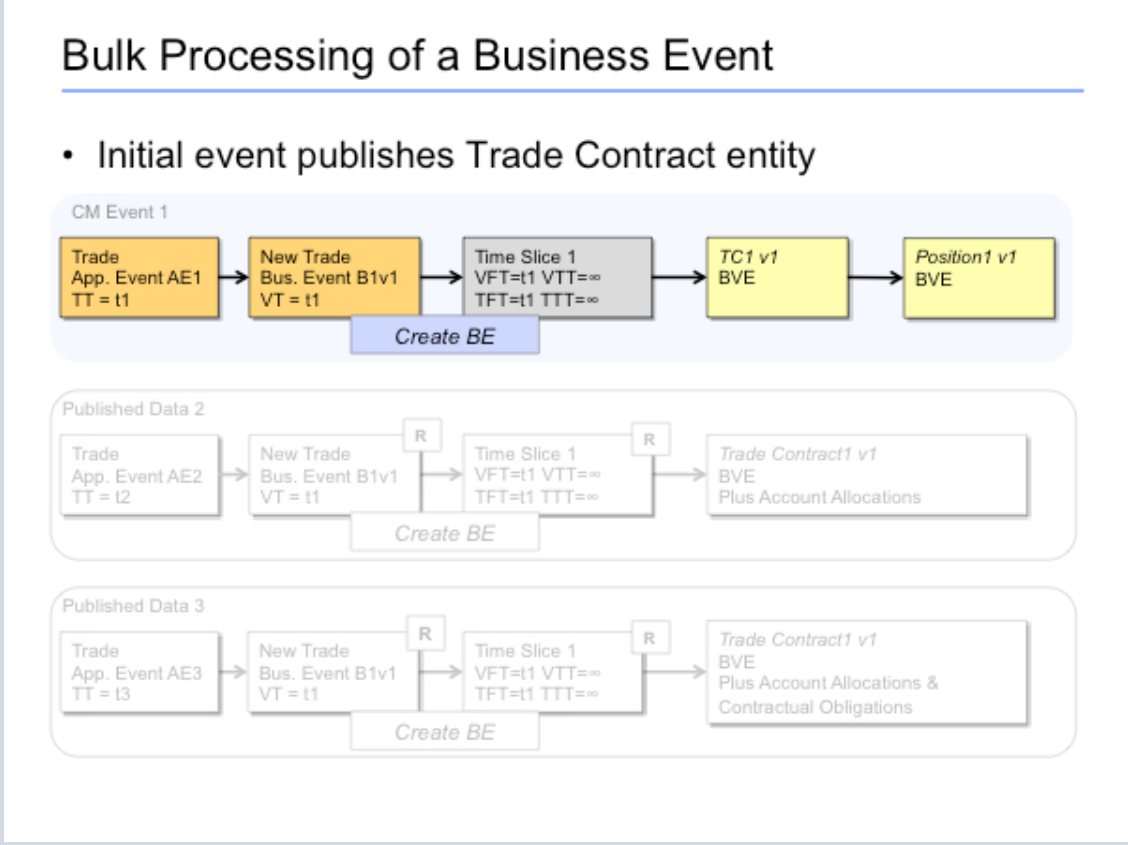 Bulk Processing of a Business Event
• Initial event publishes Trade Contract entity
CM Event 1
Trade
App. Event AE1
TT = t1
New Trade
Bus. Event B1v1
VT = t1
Create BE
Time Slice 1
VFT=t1 VTT=∞
TFT=t1 TTT=∞
TC1 v1
BVE
Position1 v1
BVE
Published Data 2
Trade
App. Event AE2
TT = t2
R
New Trade
Bus. Event B1v1
VT = t1
Create BE
R
Time Slice 1
VFT=t1 VTT=∞
TFT=t1 TTT=∞
Trade Contract1 v1
BVE
Plus Account Allocations
Published Data 3
Trade
App. Event AE3
TT = t3
R
New Trade
Bus. Event B1v1
VT = t1
Create BE
R
Time Slice 1
VFT=t1 VTT=∞
TFT=t1 TTT=∞
Trade Contract1 v1
BVE
Plus Account Allocations &
Contractual Obligations